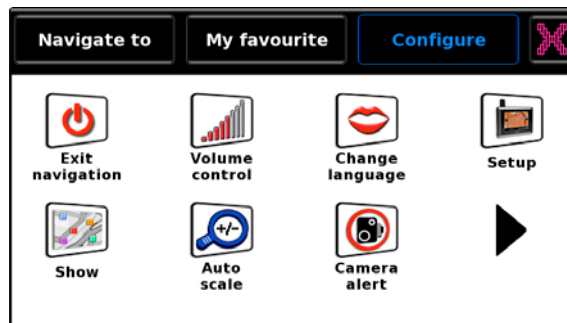 Navigate to
My favourite
Configure
Exit
navigation
Volume
control
Change
language
Setup
Show
+/-
Auto
scale
Camera
alert